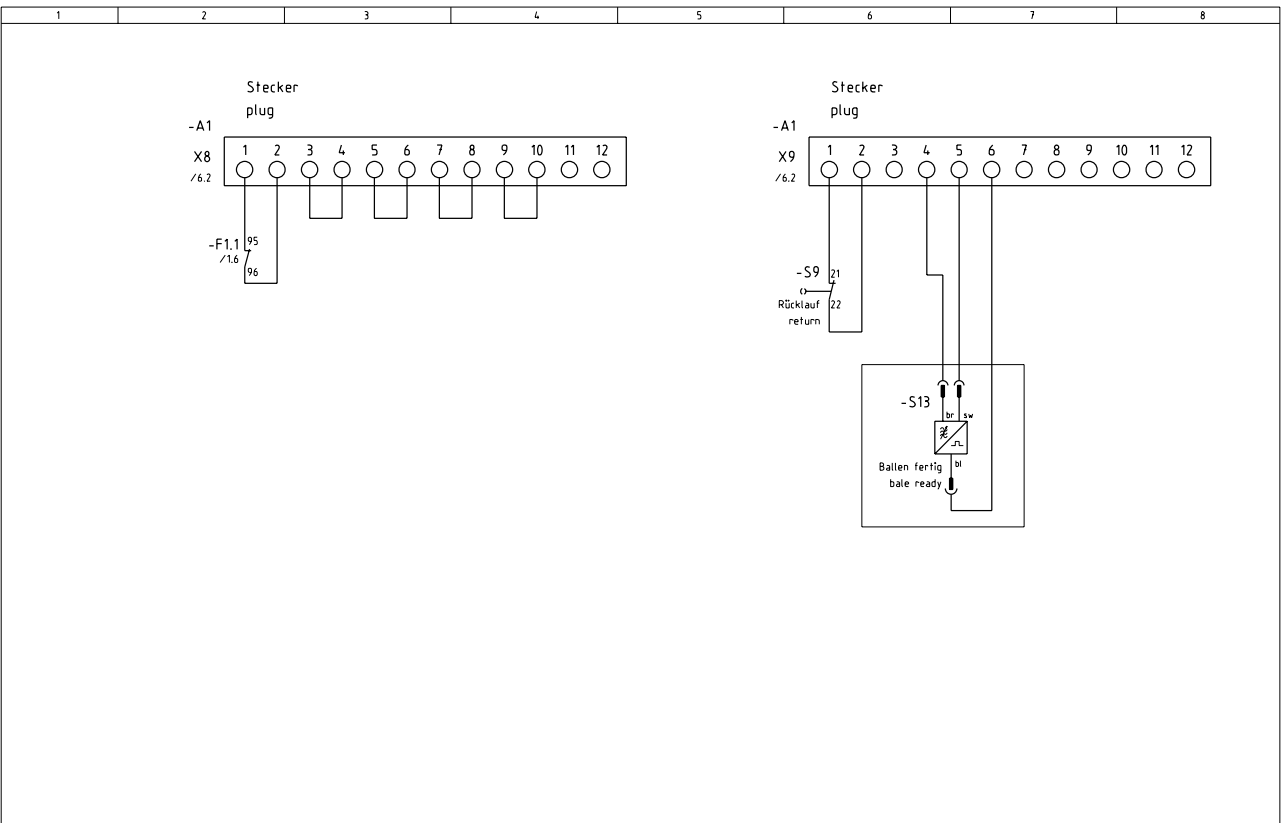 1 2 3 4 5 6 7 8
Stecker
plug
-A1
X8
/6.2
1 2 3 4 5 6 7 8 9 10 11 12
-F1.1
/1.6
95
96
Stecker
plug
-A1
X9
/6.2
1 2 3 4 5 6 7 8 9 10 11 12
-S9
21
22
Rücklauf
return
-S13
br sw
bl
Ballen fertig
bale ready